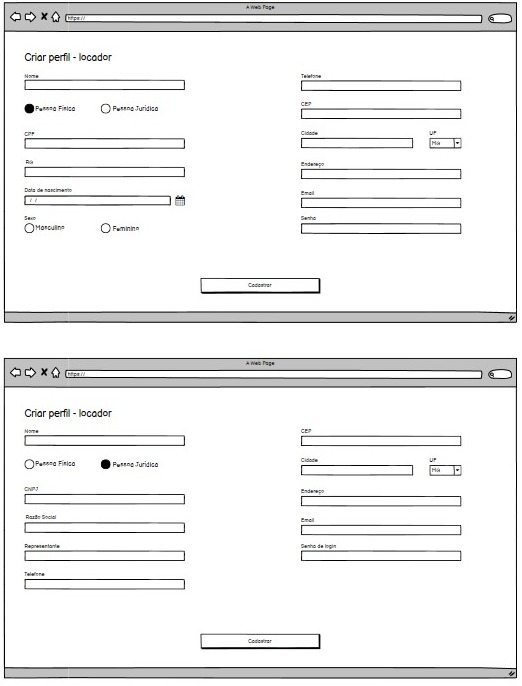 A Web Page
https://
Criar perfil - locador
Nome
Pessoa Física
Pessoa Jurídica
CPF
RG
Data de nascimento
/ /
Sexo
Masculino
Feminino
Telefone
CEP
Cidade
UF
MG
Endereço
Email
Senha
Cadastrar
A Web Page
https://
Criar perfil - locador
Nome
Pessoa Física
Pessoa Jurídica
CNPJ
Razão Social
Representante
Telefone
CEP
Cidade
UF
MG
Endereço
Email
Senha de login
Cadastrar